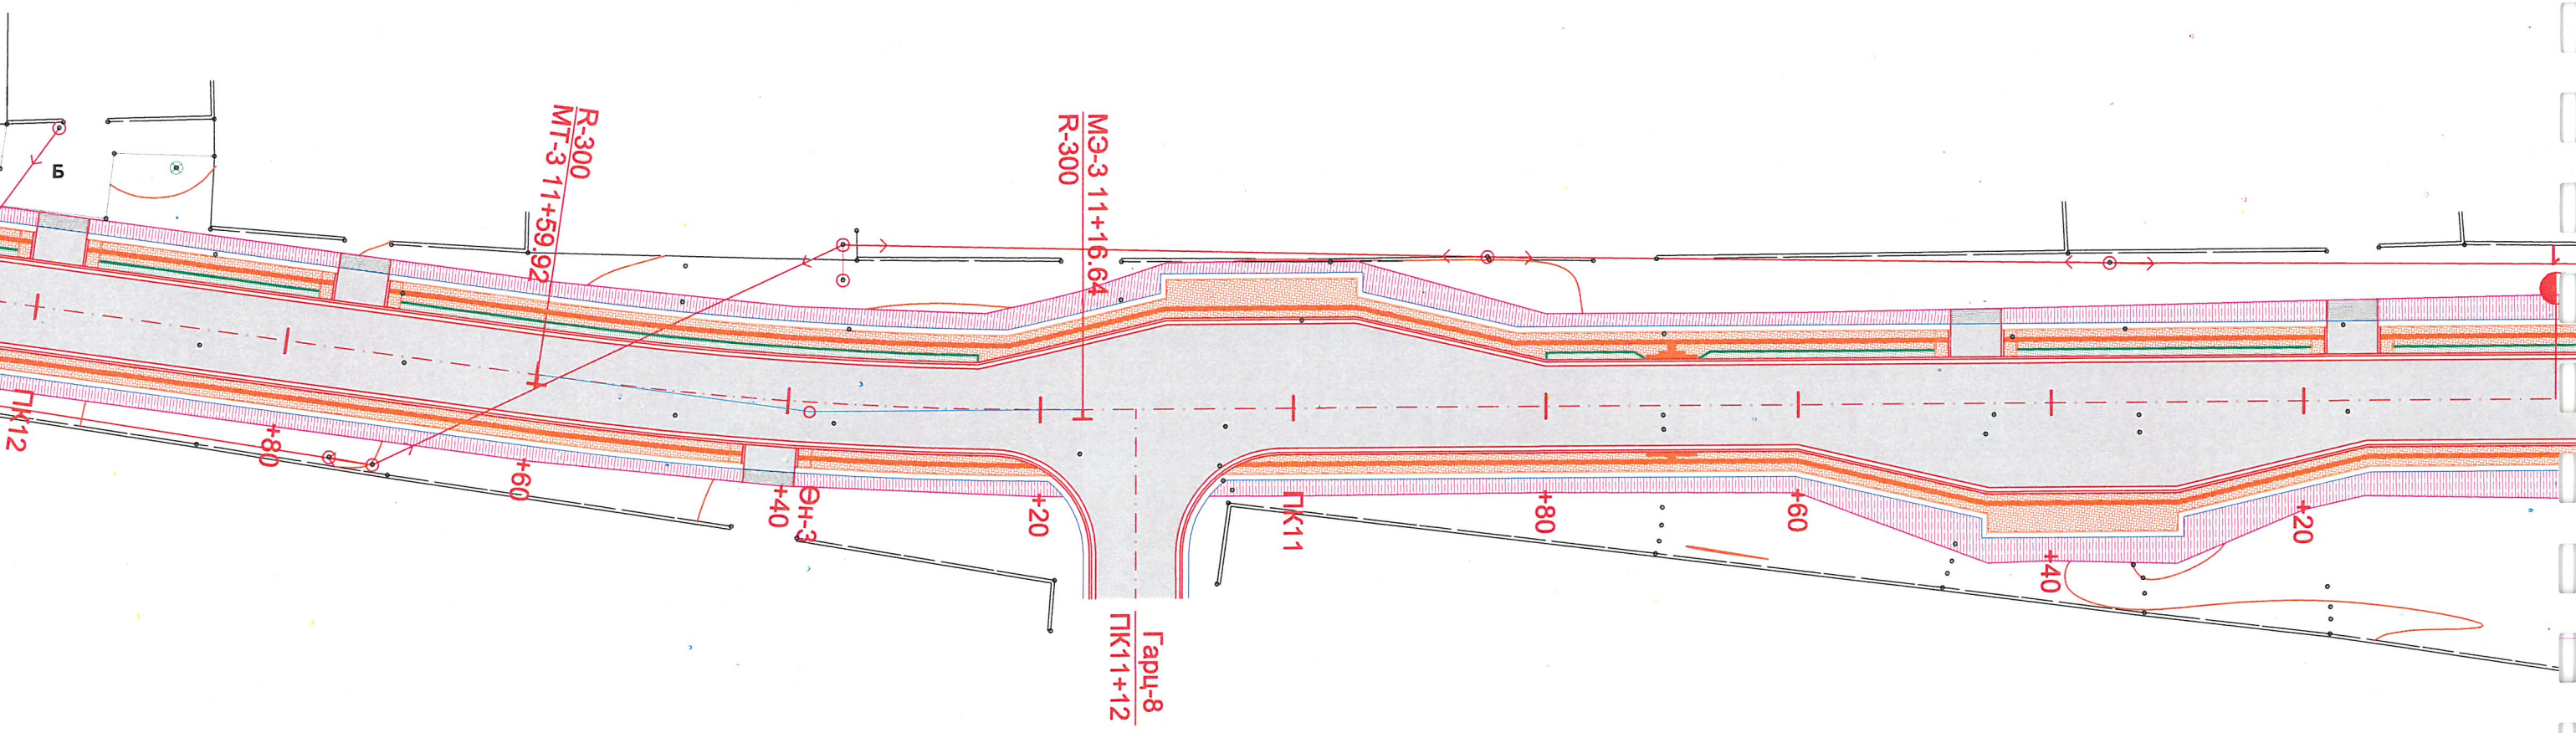 Б
R-300
МТ-3 11+59.92
МЭ-3 11+16.64
R-300
ПК12
+80
+60
+40
Өн-3
+20
ПК11
+80
+60
+40
+20
Гарц-8
ПК11+12